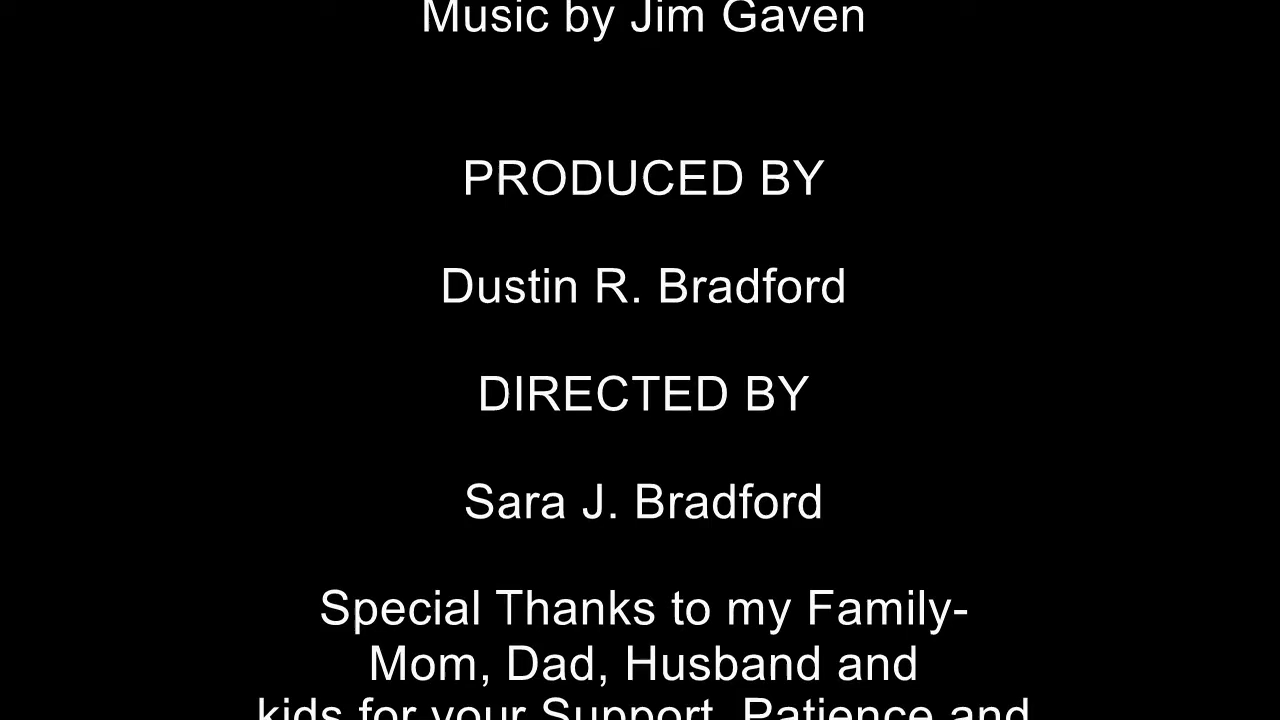 Music by Jim Gaven
PRODUCED BY
Dustin R. Bradford
DIRECTED BY
Sara J. Bradford
Special Thanks to my Family-
Mom, Dad, Husband and
kids for your Support, Patience and